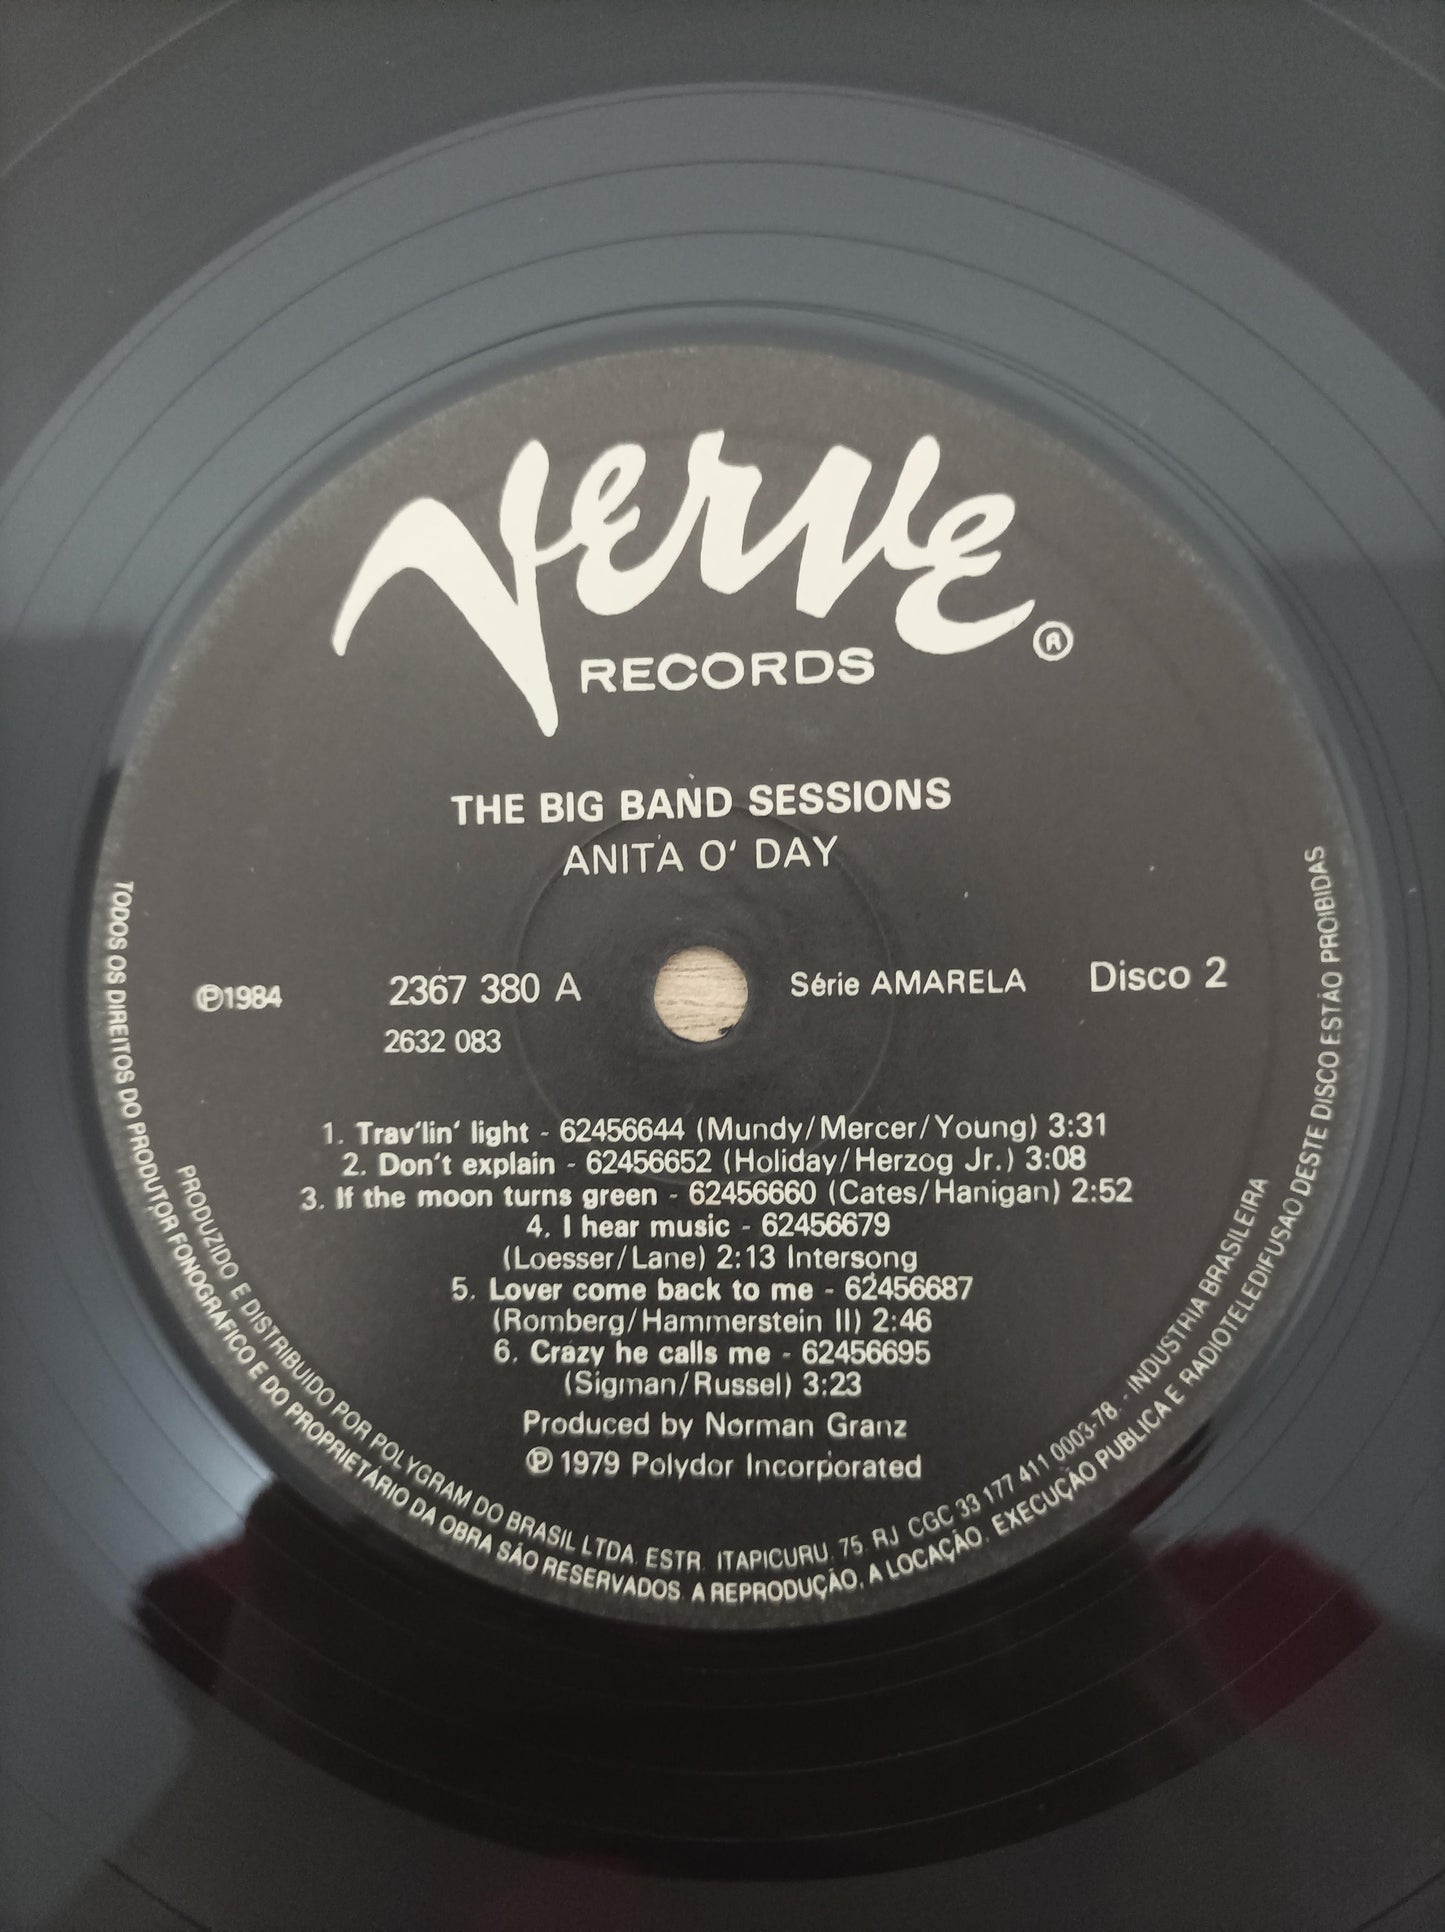 Verve ®
RECORDS
THE BIG BAND SESSIONS
ANITA O' DAY
℗1984 2367 380 A Série AMARELA Disco 2
2632 083
1. Trav'lin' light - 62456644 (Mundy/Mercer/Young) 3:31
2. Don't explain - 62456652 (Holiday/Herzog Jr.) 3:08
3. If the moon turns green - 62456660 (Cates/Hanigan) 2:52
4. I hear music - 62456679
(Loesser/Lane) 2:13 Intersong
5. Lover come back to me - 62456687
(Romberg/Hammerstein II) 2:46
6. Crazy he calls me - 62456695
(Sigman/Russel) 3:23
Produced by Norman Granz
℗ 1979 Polydor Incorporated
PRODUZIDO E DISTRIBUIDO POR POLYGRAM DO BRASIL LTDA. ESTR. ITAPICURU, 75. RJ CGC 33 177 411 0003-78. - INDUSTRIA BRASILEIRA
TODOS OS DIREITOS DO PRODUTOR FONOGRAFICO E DO PROPRIETÁRIO DA OBRA SÃO RESERVADOS. A REPRODUÇÃO, A LOCAÇÃO, EXECUÇÃO PUBLICA E RADIOTELEDIFUSAO DESTE DISCO ESTÃO PROIBIDAS